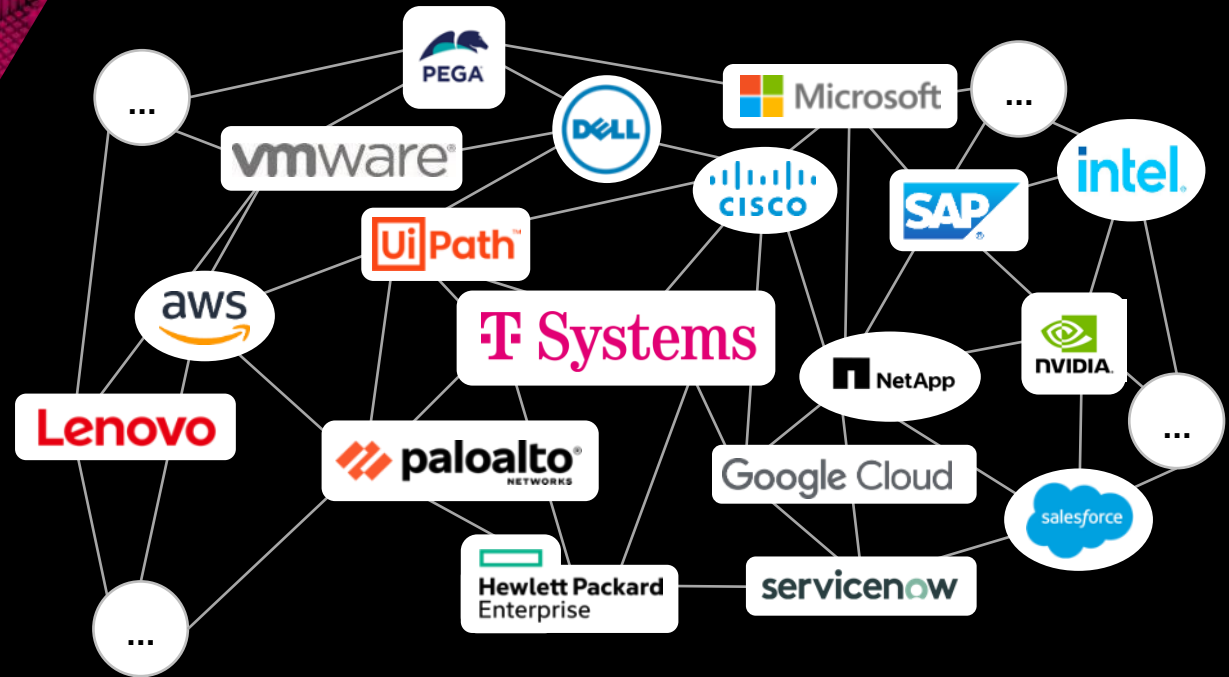 PEGA
...
Microsoft
...
DELL
vmware®
intel.
CISCO
SAP®
UiPath™
aws
T Systems
NVIDIA.
NetApp
Lenovo
...
paloalto®
NETWORKS
Google Cloud
salesforce
Hewlett Packard
Enterprise
servicenow
...